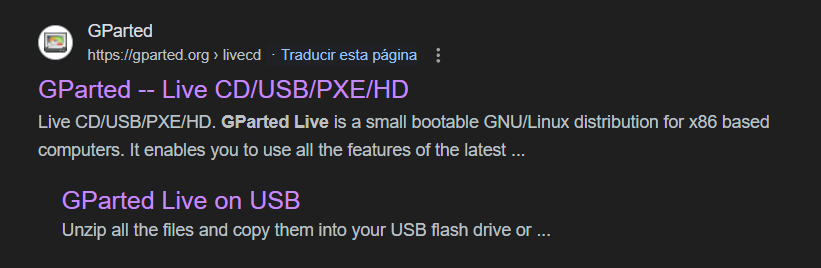 GParted
https://gparted.org › livecd · Traducir esta página
GParted -- Live CD/USB/PXE/HD
Live CD/USB/PXE/HD. GParted Live is a small bootable GNU/Linux distribution for x86 based
computers. It enables you to use all the features of the latest ...
GParted Live on USB
Unzip all the files and copy them into your USB flash drive or ...